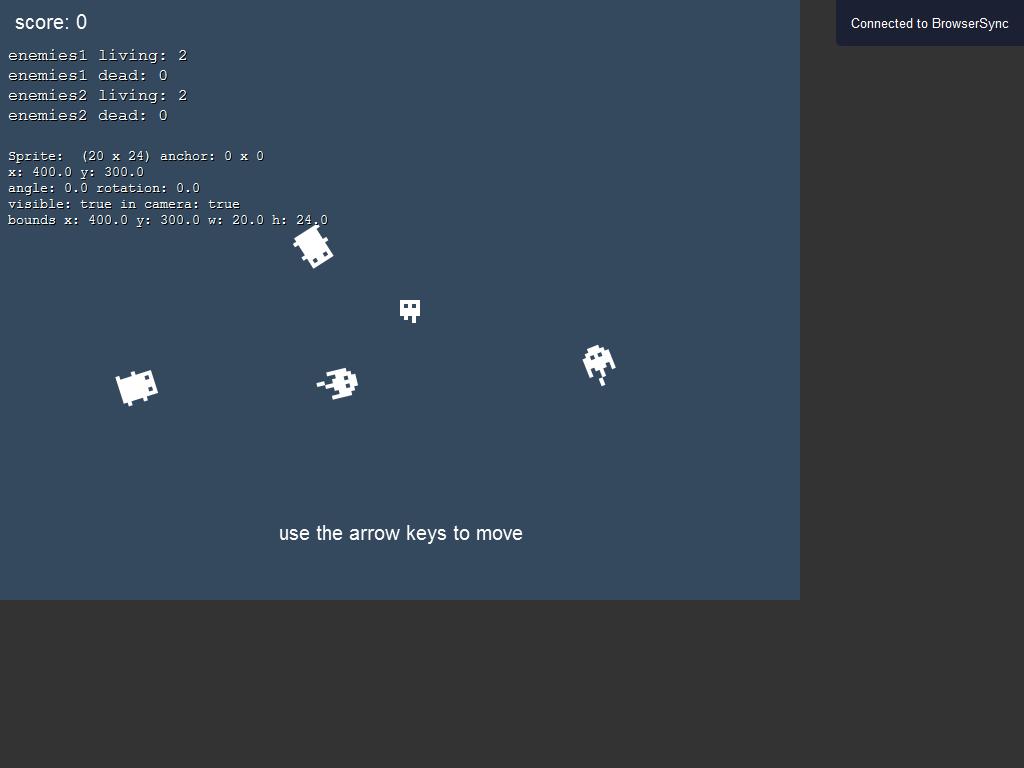 score: 0
Connected to BrowserSync
enemies1 living: 2
enemies1 dead: 0
enemies2 living: 2
enemies2 dead: 0
Sprite:  (20 x 24) anchor: 0 x 0
x: 400.0 y: 300.0
angle: 0.0 rotation: 0.0
visible: true in camera: true
bounds x: 400.0 y: 300.0 w: 20.0 h: 24.0
use the arrow keys to move